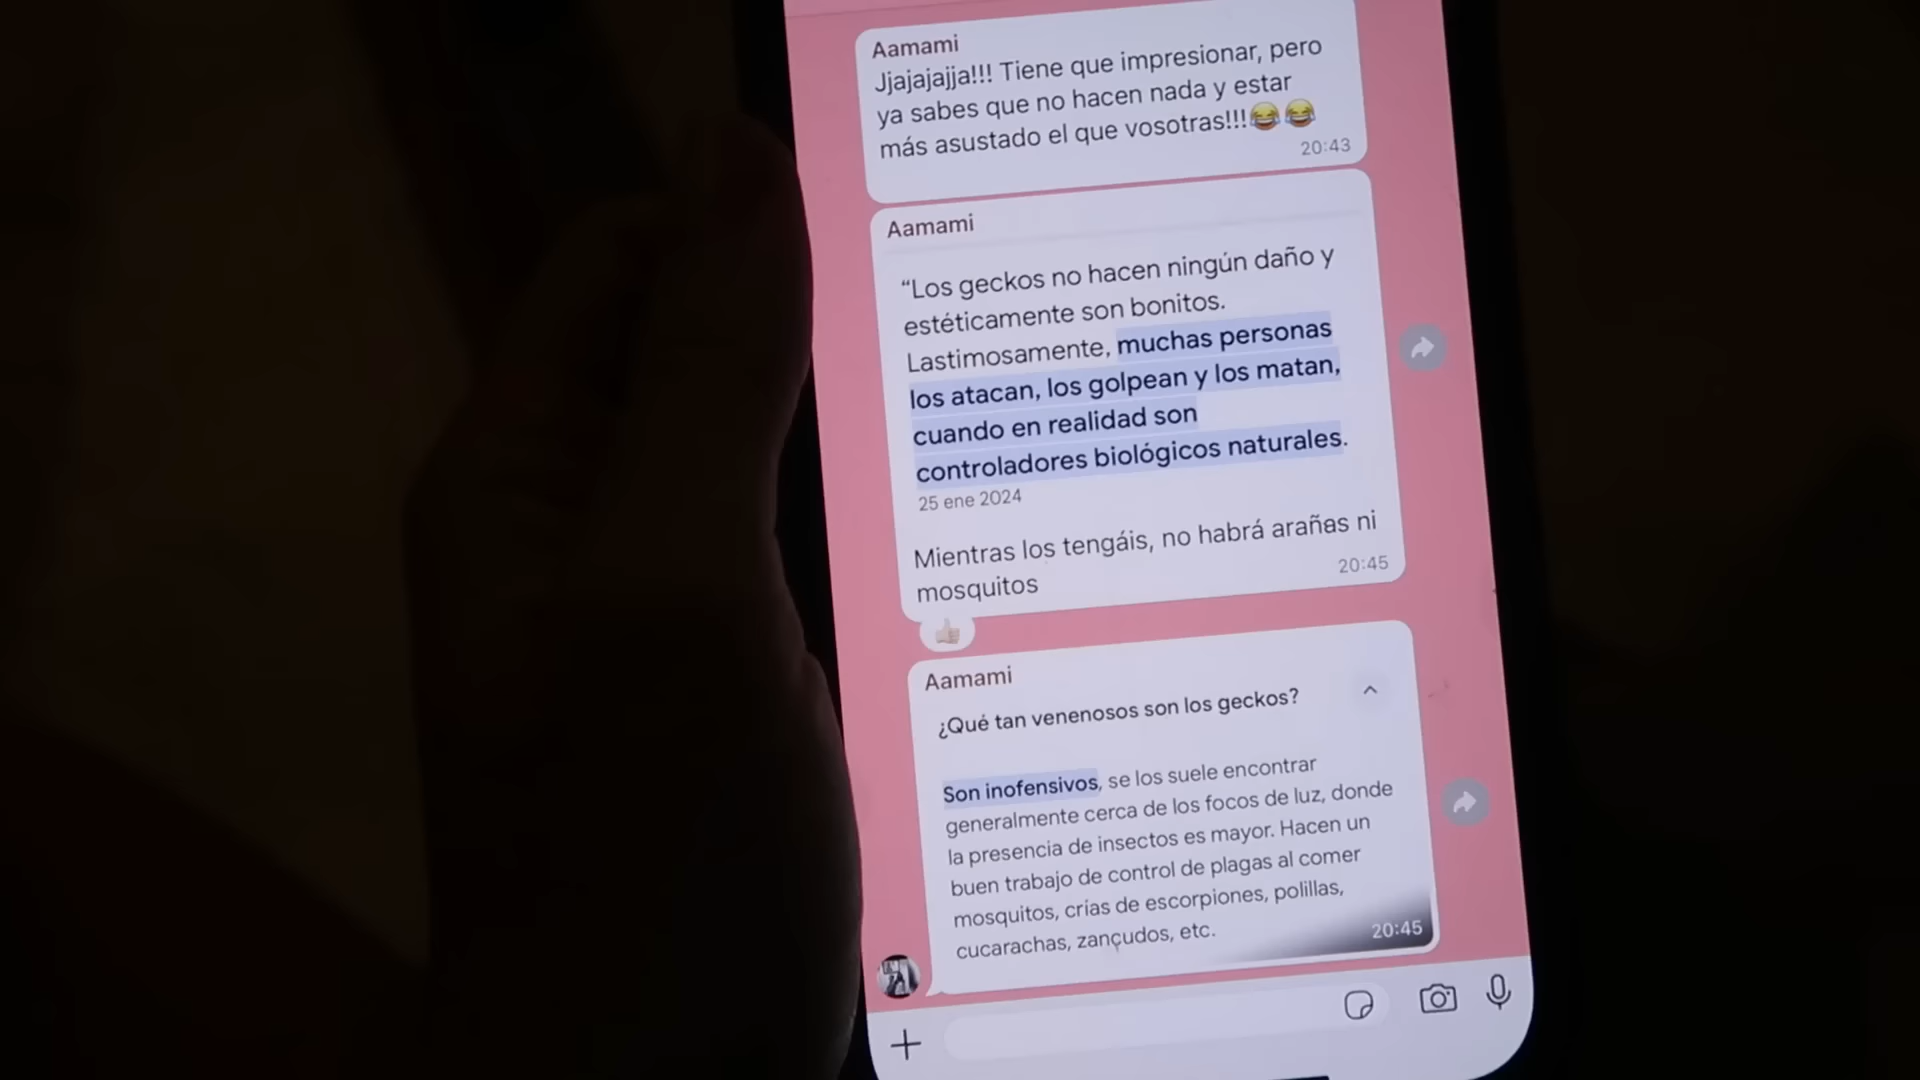 Aamami
Jjajajajja!!! Tiene que impresionar, pero
ya sabes que no hacen nada y estar
más asustado el que vosotras!!!😂😂
20:43
Aamami
“Los geckos no hacen ningún daño y
estéticamente son bonitos.
Lastimosamente, muchas personas
los atacan, los golpean y los matan,
cuando en realidad son
controladores biológicos naturales.
25 ene 2024
Mientras los tengáis, no habrá arañas ni
mosquitos
20:45
Aamami
¿Qué tan venenosos son los geckos?
Son inofensivos, se los suele encontrar
generalmente cerca de los focos de luz, donde
la presencia de insectos es mayor. Hacen un
buen trabajo de control de plagas al comer
mosquitos, crías de escorpiones, polillas,
cucarachas, zancudos, etc.
20:45